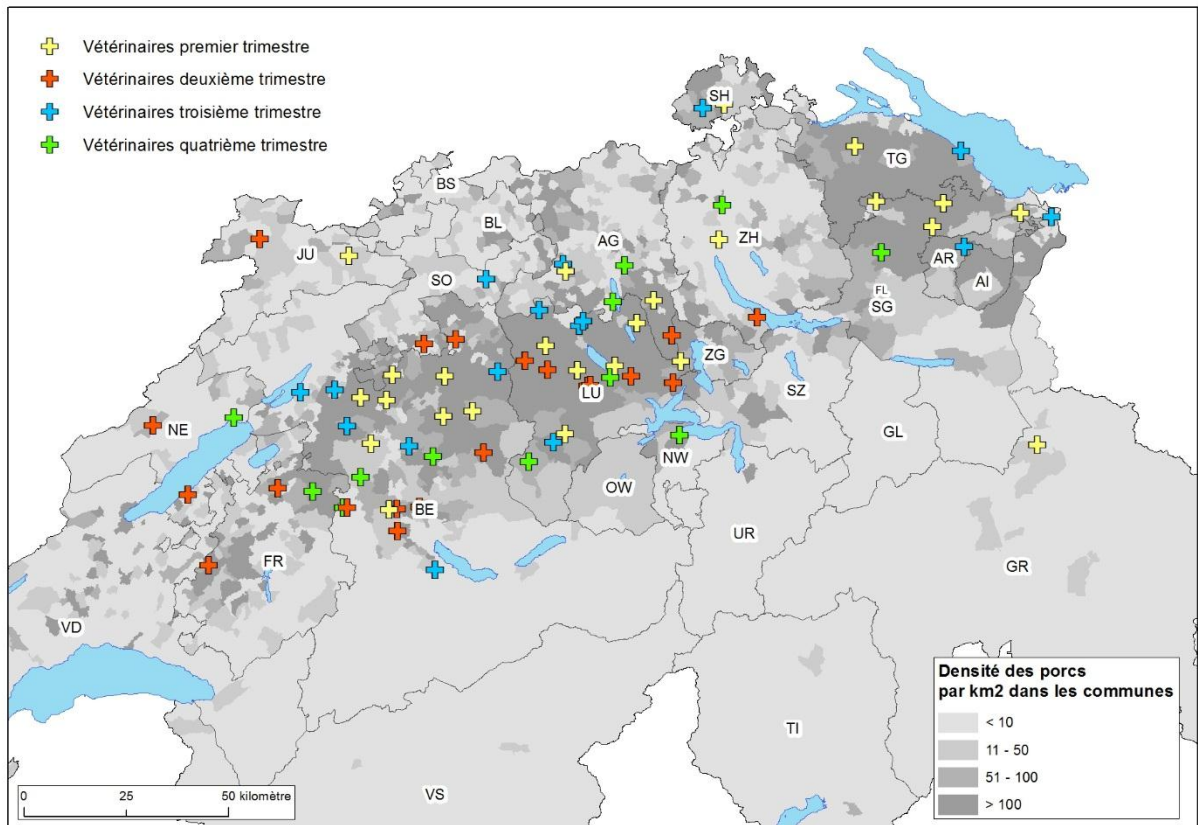 Vétérinaires premier trimestre
Vétérinaires deuxième trimestre
Vétérinaires troisième trimestre
Vétérinaires quatrième trimestre
SH
TG
BS
BL
AG
ZH
JU
SO
AR
AI
FL
SG
ZG
LU
SZ
NE
GL
NW
OW
BE
UR
FR
GR
VD
TI
VS
Densité des porcs
par km2 dans les communes
< 10
11 - 50
51 - 100
> 100
0 25 50 kilomètre